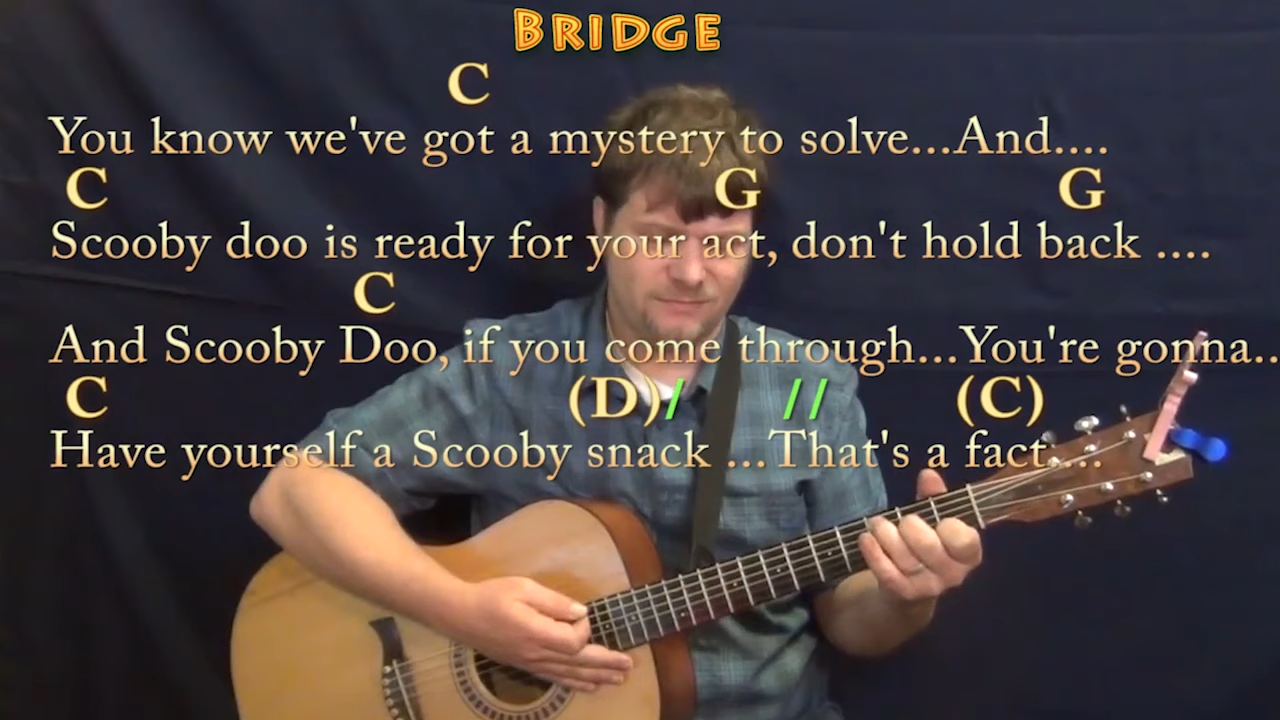 BRIDGE
C
You know we've got a mystery to solve...And....
C G G
Scooby doo is ready for your act, don't hold back ....
C
And Scooby Doo, if you come through...You're gonna..
C (D)/ // (C)
Have yourself a Scooby snack ...That's a fact....